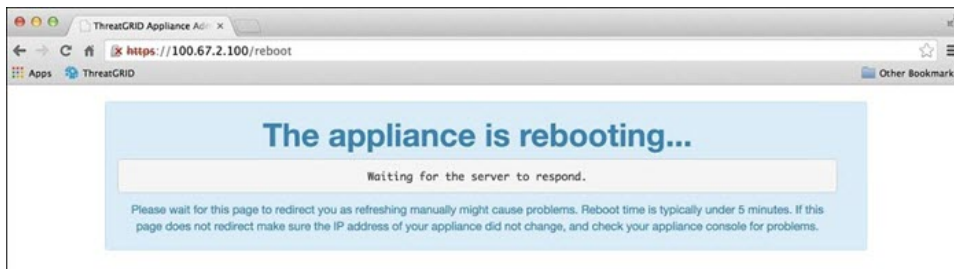 ThreatGRID Appliance Adm
https://100.67.2.100/reboot
Apps ThreatGRID Other Bookmark
The appliance is rebooting...
Waiting for the server to respond.
Please wait for this page to redirect you as refreshing manually might cause problems. Reboot time is typically under 5 minutes. If this
page does not redirect make sure the IP address of your appliance did not change, and check your appliance console for problems.